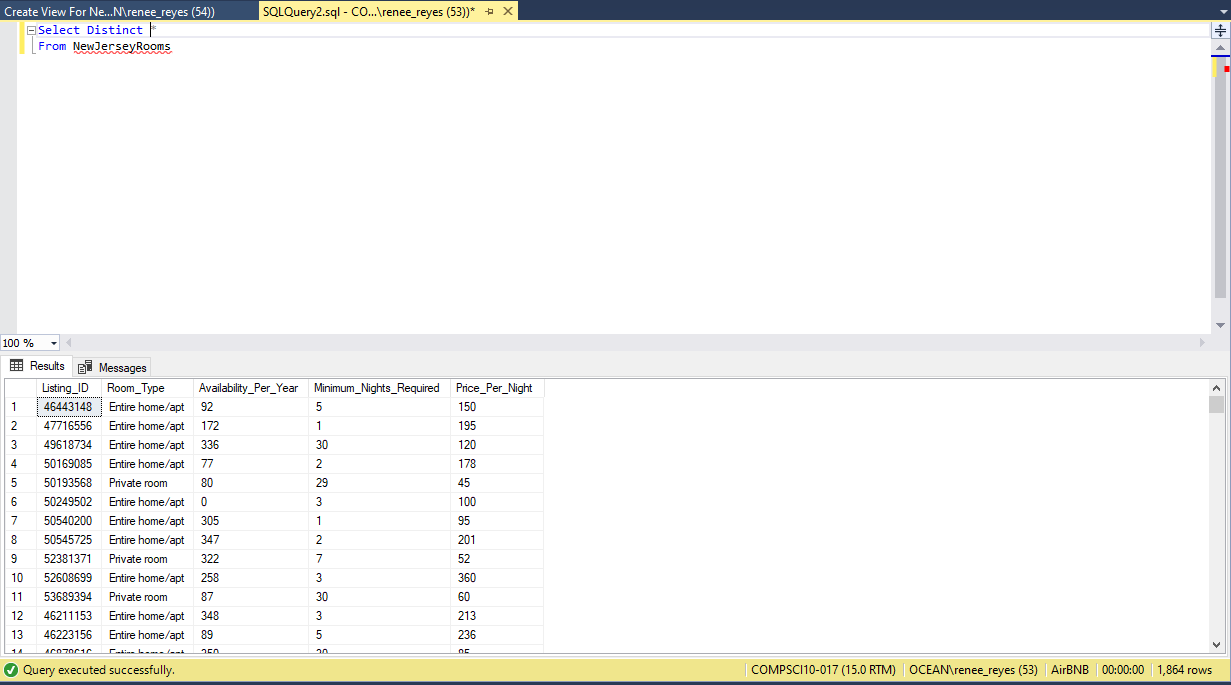 Create View For Ne...N\renee_reyes (54))
SQLQuery2.sql - CO...\renee_reyes (53))*
Select Distinct *
From NewJerseyRooms
100 %
Results Messages
Listing_ID Room_Type Availability_Per_Year Minimum_Nights_Required Price_Per_Night
1 46443148 Entire home/apt 92 5 150
2 47716556 Entire home/apt 172 1 195
3 49618734 Entire home/apt 336 30 120
4 50169085 Entire home/apt 77 2 178
5 50193568 Private room 80 29 45
6 50249502 Entire home/apt 0 3 100
7 50540200 Entire home/apt 305 1 95
8 50545725 Entire home/apt 347 2 201
9 52381371 Private room 322 7 52
10 52608699 Entire home/apt 258 3 360
11 53689394 Private room 87 30 60
12 46211153 Entire home/apt 348 3 213
13 46223156 Entire home/apt 89 5 236
14 Entire home/apt
Query executed successfully. COMPSCI10-017 (15.0 RTM) OCEAN\renee_reyes (53) AirBNB 00:00:00 1,864 rows